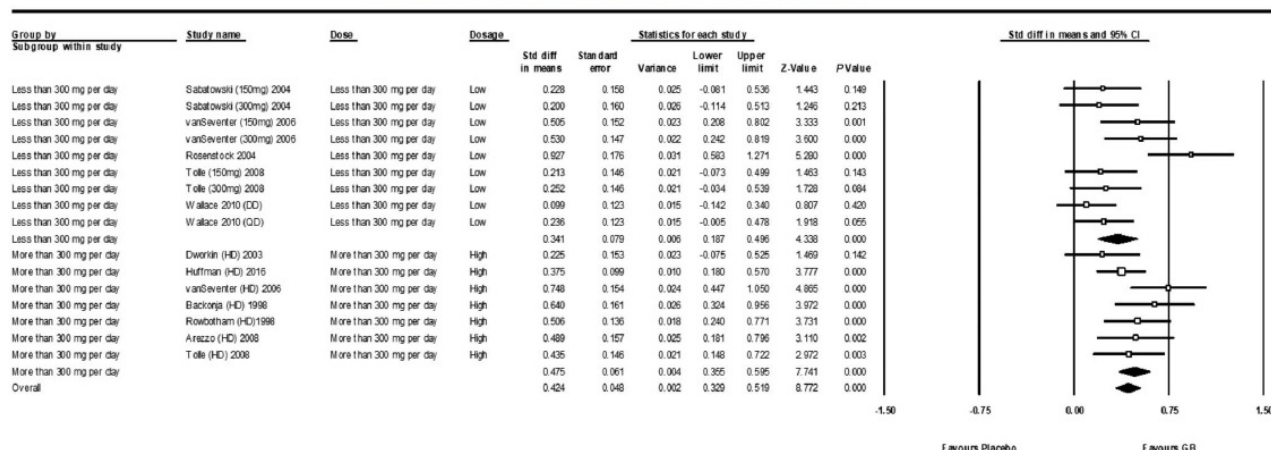 Group by Study name Dose Dosage Statistics for each study Std diff in means and 95% CI
Subgroup within study
Std diff Standard Lower Upper
in means error Variance limit limit Z-Value P Value
Less than 300 mg per day Sabatowski (150mg) 2004 Less than 300 mg per day Low 0.228 0.158 0.025 -0.081 0.536 1.443 0.149
Less than 300 mg per day Sabatowski (300mg) 2004 Less than 300 mg per day Low 0.200 0.160 0.026 -0.114 0.513 1.246 0.213
Less than 300 mg per day vanSeventer (150mg) 2006 Less than 300 mg per day Low 0.505 0.152 0.023 0.208 0.802 3.333 0.001
Less than 300 mg per day vanSeventer (300mg) 2006 Less than 300 mg per day Low 0.530 0.147 0.022 0.242 0.819 3.600 0.000
Less than 300 mg per day Rosenstock 2004 Less than 300 mg per day Low 0.927 0.176 0.031 0.583 1.271 5.280 0.000
Less than 300 mg per day Tolle (150mg) 2008 Less than 300 mg per day Low 0.213 0.146 0.021 -0.073 0.499 1.463 0.143
Less than 300 mg per day Tolle (300mg) 2008 Less than 300 mg per day Low 0.252 0.146 0.021 -0.034 0.539 1.728 0.084
Less than 300 mg per day Wallace 2010 (DD) Less than 300 mg per day Low 0.099 0.123 0.015 -0.142 0.340 0.807 0.420
Less than 300 mg per day Wallace 2010 (QD) Less than 300 mg per day Low 0.236 0.123 0.015 -0.005 0.478 1.918 0.055
Less than 300 mg per day 0.341 0.079 0.006 0.187 0.496 4.338 0.000
More than 300 mg per day Dworkin (HD) 2003 More than 300 mg per day High 0.225 0.153 0.023 -0.075 0.525 1.469 0.142
More than 300 mg per day Huffman (HD) 2016 More than 300 mg per day High 0.375 0.099 0.010 0.180 0.570 3.777 0.000
More than 300 mg per day vanSeventer (HD) 2006 More than 300 mg per day High 0.748 0.154 0.024 0.447 1.050 4.865 0.000
More than 300 mg per day Backonja (HD) 1998 More than 300 mg per day High 0.640 0.161 0.026 0.324 0.956 3.972 0.000
More than 300 mg per day Rowbotham (HD)1998 More than 300 mg per day High 0.506 0.136 0.018 0.240 0.771 3.731 0.000
More than 300 mg per day Arezzo (HD) 2008 More than 300 mg per day High 0.489 0.157 0.025 0.181 0.796 3.110 0.002
More than 300 mg per day Tolle (HD) 2008 More than 300 mg per day High 0.435 0.146 0.021 0.148 0.722 2.972 0.003
More than 300 mg per day 0.475 0.061 0.004 0.355 0.595 7.741 0.000
Overall 0.424 0.048 0.002 0.329 0.519 8.772 0.000
-1.50 -0.75 0.00 0.75 1.50
Favours Placebo Favours GB